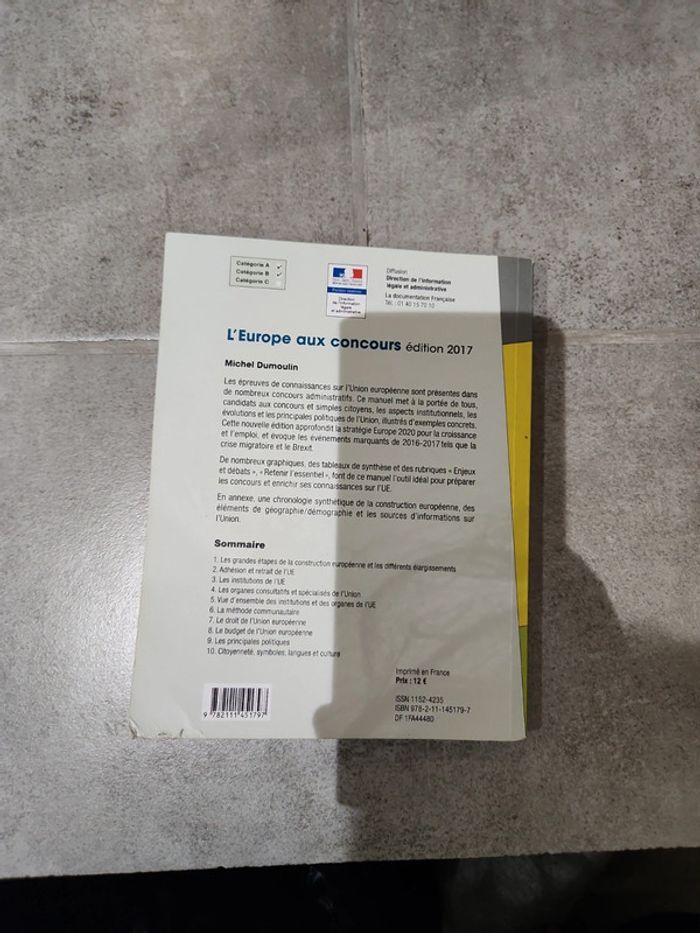 Catégorie A ✓
Catégorie B ✓
Catégorie C
Direction
de l'information
légale
et administrative
Diffusion
Direction de l'information
légale et administrative
La documentation Française
Tél. : 01 40 15 70 10
L'Europe aux concours édition 2017
Michel Dumoulin
Les épreuves de connaissances sur l'Union européenne sont présentes dans
de nombreux concours administratifs. Ce manuel met à la portée de tous,
candidats aux concours et simples citoyens, les aspects institutionnels, les
évolutions et les principales politiques de l'Union, illustrés d'exemples concrets.
Cette nouvelle édition approfondit la stratégie Europe 2020 pour la croissance
et l'emploi, et évoque les événements marquants de 2016-2017 tels que la
crise migratoire et le Brexit.
De nombreux graphiques, des tableaux de synthèse et des rubriques « Enjeux
et débats », « Retenir l'essentiel », font de ce manuel l'outil idéal pour préparer
les concours et enrichir ses connaissances sur l'UE.
En annexe, une chronologie synthétique de la construction européenne, des
éléments de géographie/démographie et les sources d'informations sur
l'Union.
Sommaire
1. Les grandes étapes de la construction européenne et les différents élargissements
2. Adhésion et retrait de l'UE
3. Les institutions de l'UE
4. Les organes consultatifs et spécialisés de l'Union
5. Vue d'ensemble des institutions et des organes de l'UE
6. La méthode communautaire
7. Le droit de l'Union européenne
8. Le budget de l'Union européenne
9. Les principales politiques
10. Citoyenneté, symboles, langues et culture
Imprimé en France
Prix : 12 €
ISSN 1152-4235
ISBN 978-2-11-145179-7
DF 1FA44480
9 782111 451797